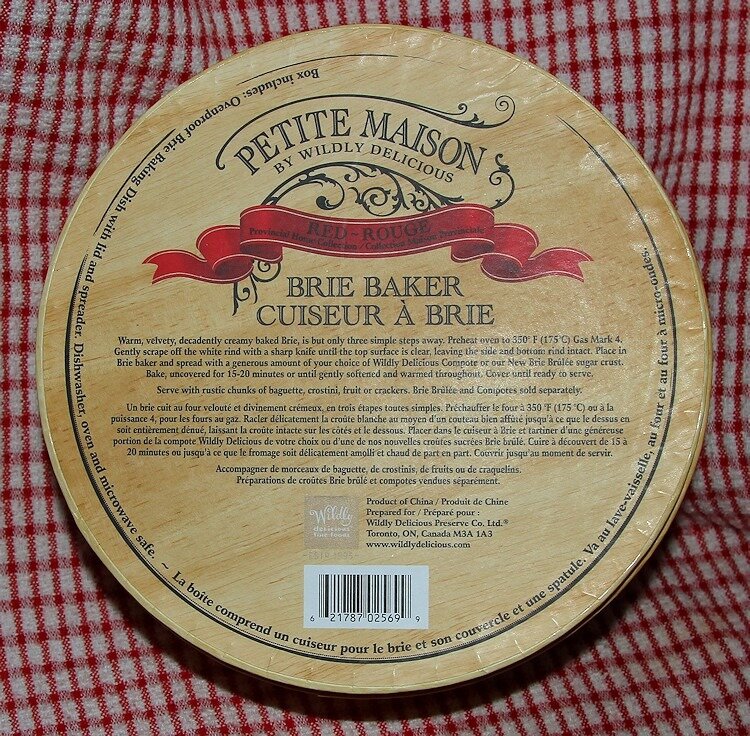 PETITE MAISON
BY WILDLY DELICIOUS
RED ~ ROUGE
Provincial Home Collection / Collection Maison Provinciale
BRIE BAKER
CUISEUR À BRIE
Warm, velvety, decadently creamy baked Brie, is but only three simple steps away. Preheat oven to 350° F (175°C) Gas Mark 4.
Gently scrape off the white rind with a sharp knife until the top surface is clear, leaving the side and bottom rind intact. Place in
Brie baker and spread with a generous amount of your choice of Wildly Delicious Compote or our New Brie Brûlée sugar crust.
Bake, uncovered for 15-20 minutes or until gently softened and warmed throughout. Cover until ready to serve.
Serve with rustic chunks of baguette, crostini, fruit or crackers. Brie Brûlée and Compotes sold separately.
Un brie cuit au four velouté et divinement crémeux, en trois étapes toutes simples. Préchauffer le four à 350 °F (175 °C) ou à la
puissance 4, pour les fours au gaz. Racler délicatement la croûte blanche au moyen d'un couteau bien affûté jusqu'à ce que le dessus en
soit entièrement dénué, laissant la croûte intacte sur les côtés et le dessous. Placer dans le cuiseur à Brie et tartiner d'une généreuse
portion de la compote Wildly Delicious de votre choix ou d'une de nos nouvelles croûtes sucrées Brie brûlé. Cuire à découvert de 15 à
20 minutes ou jusqu'à ce que le fromage soit délicatement amolli et chaud de part en part. Couvrir jusqu'au moment de servir.
Accompagner de morceaux de baguette, de crostinis, de fruits ou de craquelins.
Préparations de croûtes Brie brûlé et compotes vendues séparément.
Wildly
delicious
fine foods
Product of China / Produit de Chine
Prepared for / Préparé pour :
Wildly Delicious Preserve Co. Ltd.®
Toronto, ON, Canada M3A 1A3
www.wildlydelicious.com
6 21787 02569 9
Box includes: Ovenproof Brie Baking Dish with lid and spreader. Dishwasher, oven and microwave safe. ~ La boîte comprend un cuiseur pour le brie et son couvercle et une spatule. Va au lave-vaisselle, au four et au four à micro-ondes.